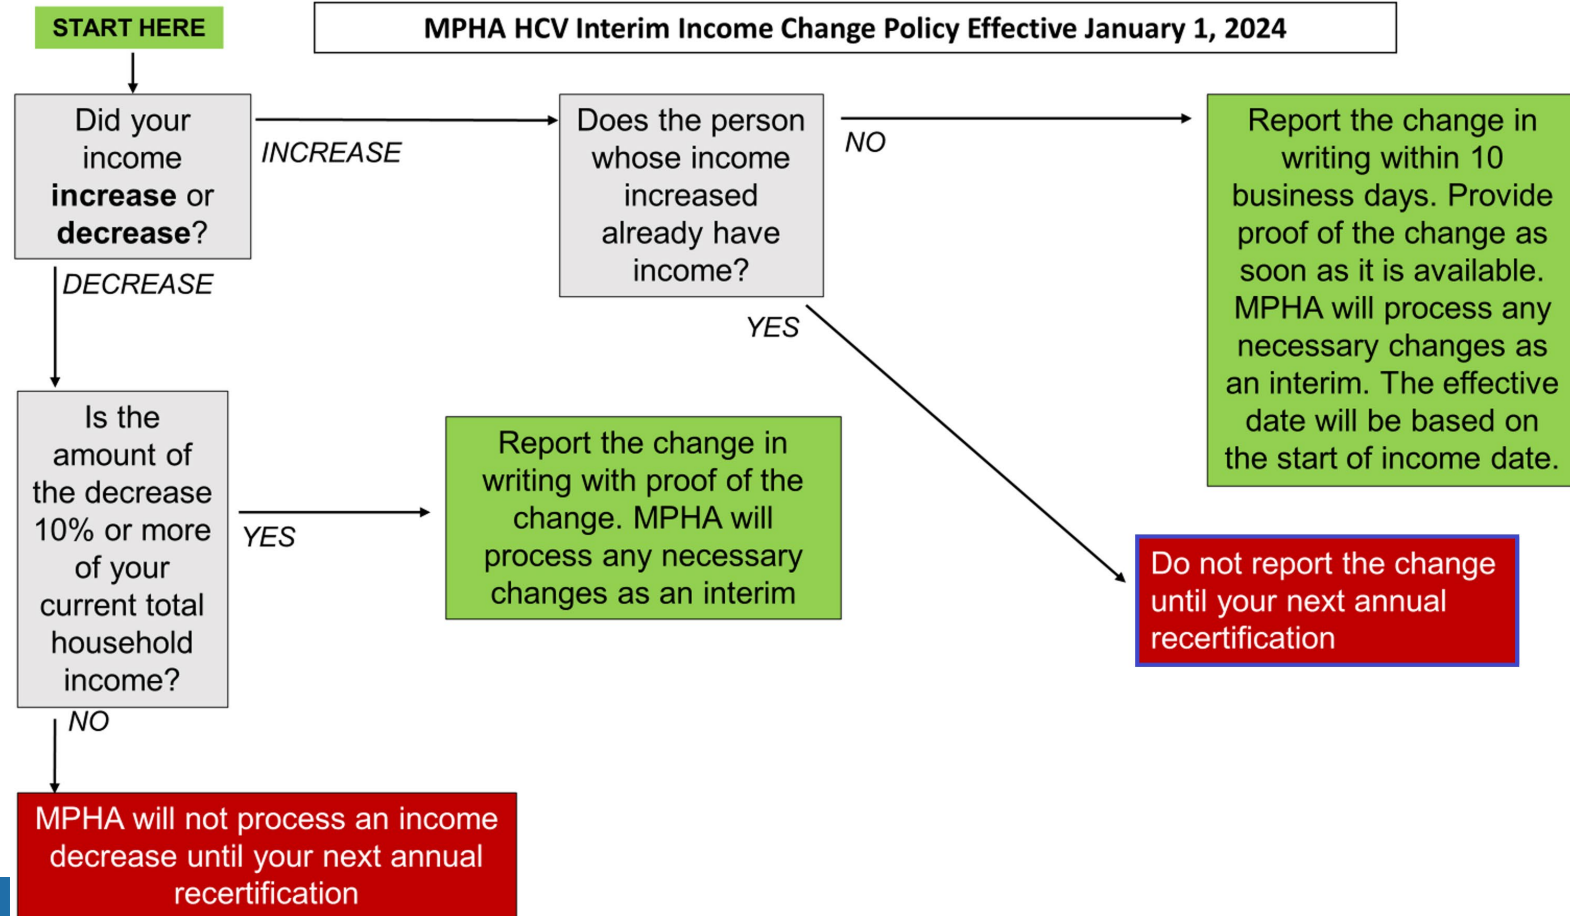 START HERE
MPHA HCV Interim Income Change Policy Effective January 1, 2024
Did your
income
increase or
decrease?
INCREASE
Does the person
whose income
increased
already have
income?
NO
Report the change in
writing within 10
business days. Provide
proof of the change as
soon as it is available.
MPHA will process any
necessary changes as
an interim. The effective
date will be based on
the start of income date.
DECREASE
YES
Is the
amount of
the decrease
10% or more
of your
current total
household
income?
YES
Report the change in
writing with proof of the
change. MPHA will
process any necessary
changes as an interim
Do not report the change
until your next annual
recertification
NO
MPHA will not process an income
decrease until your next annual
recertification